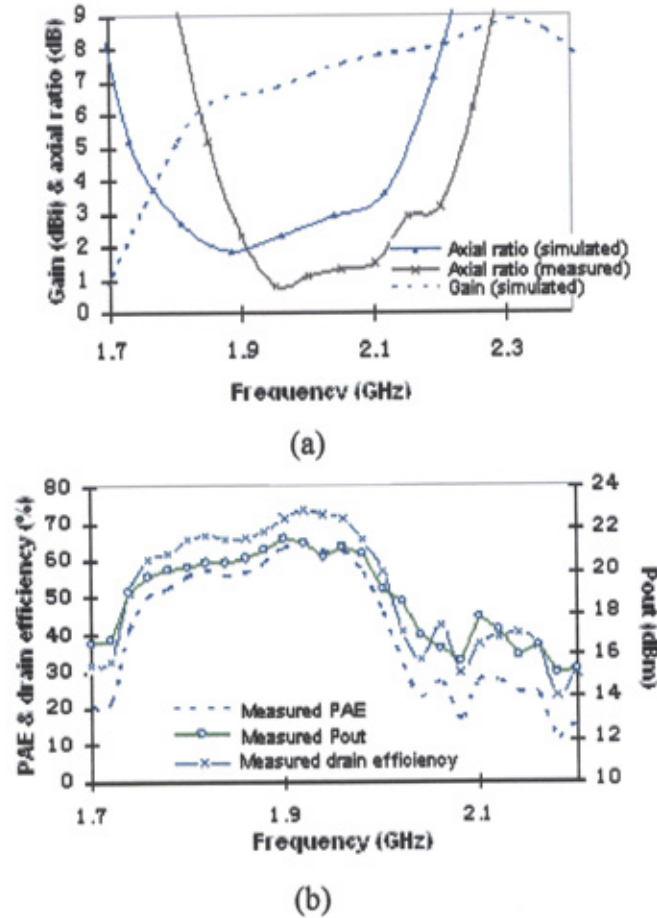 9
8
7
6
5
4
3
2
1
0
Gain (dBi) & axial ratio (dB)
Axial ratio (simulated)
Axial ratio (measured)
Gain (simulated)
1.7 1.9 2.1 2.3
Frequency (GHz)
(a)
80
70
60
50
40
30
20
10
0
PAE & drain efficiency (%)
24
22
20
18
16
14
12
10
Pout (dBm)
Measured PAE
Measured Pout
Measured drain efficiency
1.7 1.9 2.1
Frequency (GHz)
(b)